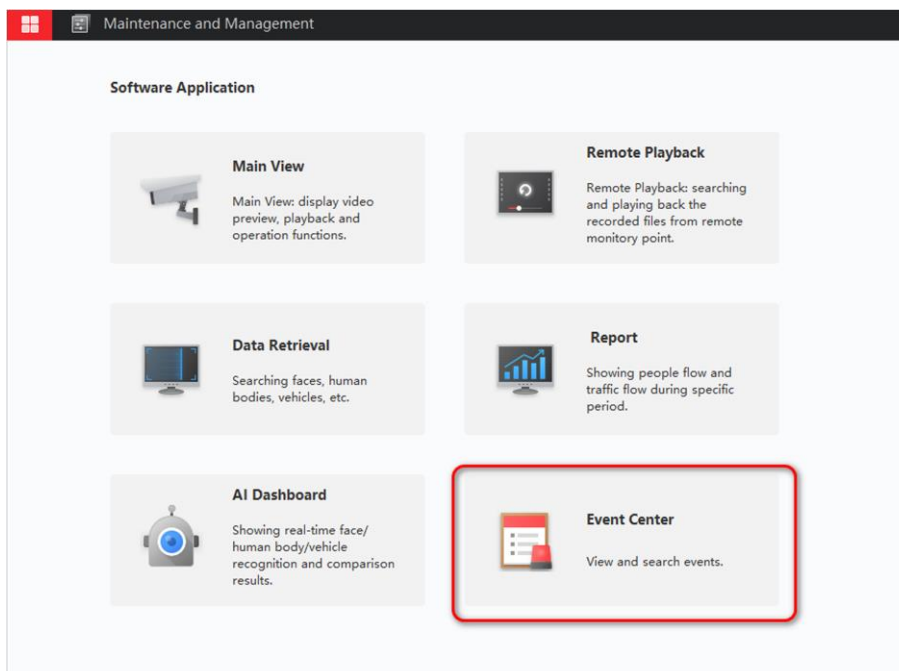 Maintenance and Management
Software Application
Main View
Main View: display video
preview, playback and
operation functions.
Remote Playback
Remote Playback: searching
and playing back the
recorded files from remote
monitory point.
Data Retrieval
Searching faces, human
bodies, vehicles, etc.
Report
Showing people flow and
traffic flow during specific
period.
AI Dashboard
Showing real-time face/
human body/vehicle
recognition and comparison
results.
Event Center
View and search events.